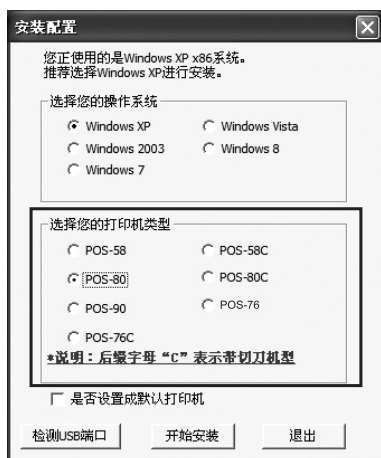 安装配置
您正使用的是Windows XP x86系统。
推荐选择Windows XP进行安装。
选择您的操作系统
Windows XP Windows Vista
Windows 2003 Windows 8
Windows 7
选择您的打印机类型
POS-58 POS-58C
POS-80 POS-80C
POS-90 POS-76
POS-76C
*说明：后缀字母“C”表示带切刀机型
是否设置成默认打印机
检测USB端口 开始安装 退出